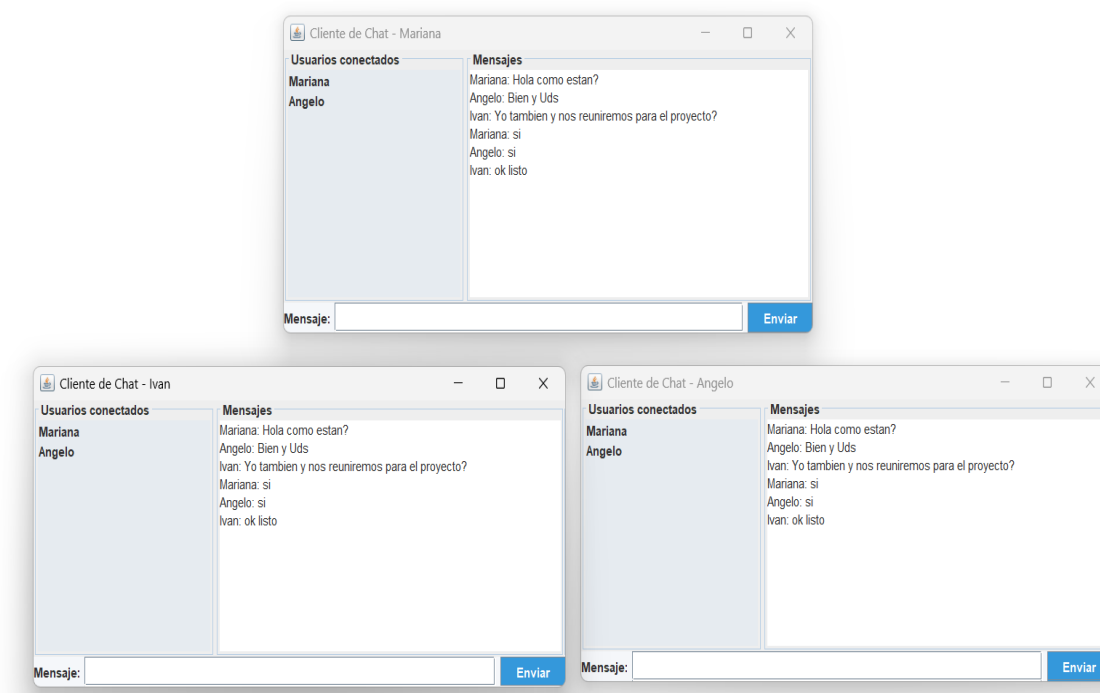 Cliente de Chat - Mariana
Usuarios conectados
Mariana
Angelo
Mensajes
Mariana: Hola como estan?
Angelo: Bien y Uds
Ivan: Yo tambien y nos reuniremos para el proyecto?
Mariana: si
Angelo: si
Ivan: ok listo
Mensaje:
Enviar
Cliente de Chat - Ivan
Usuarios conectados
Mariana
Angelo
Mensajes
Mariana: Hola como estan?
Angelo: Bien y Uds
Ivan: Yo tambien y nos reuniremos para el proyecto?
Mariana: si
Angelo: si
Ivan: ok listo
Mensaje:
Enviar
Cliente de Chat - Angelo
Usuarios conectados
Mariana
Angelo
Mensajes
Mariana: Hola como estan?
Angelo: Bien y Uds
Ivan: Yo tambien y nos reuniremos para el proyecto?
Mariana: si
Angelo: si
Ivan: ok listo
Mensaje:
Enviar